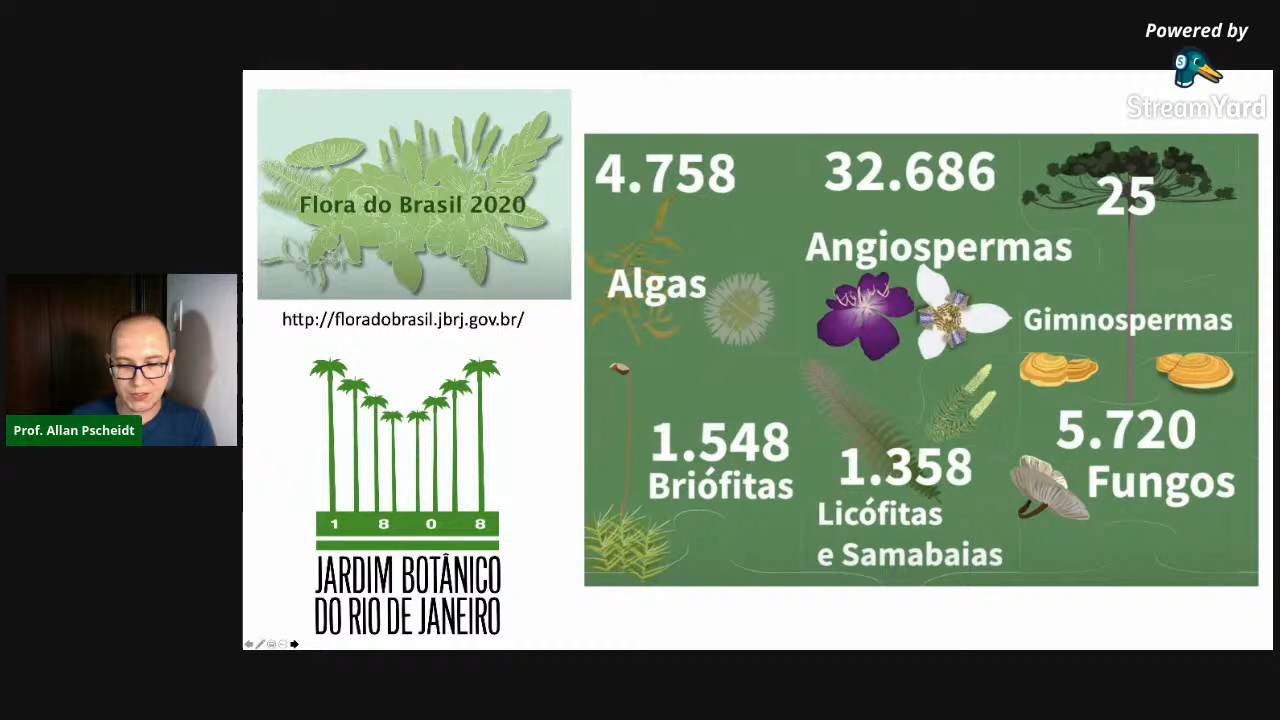 Powered by
StreamYard
Flora do Brasil 2020
http://floradobrasil.jbrj.gov.br/
1 8 0 8
JARDIM BOTÂNICO
DO RIO DE JANEIRO
4.758
Algas
32.686
Angiospermas
25
Gimnospermas
1.548
Briófitas
1.358
Licófitas
e Samabaias
5.720
Fungos
Prof. Allan Pscheidt